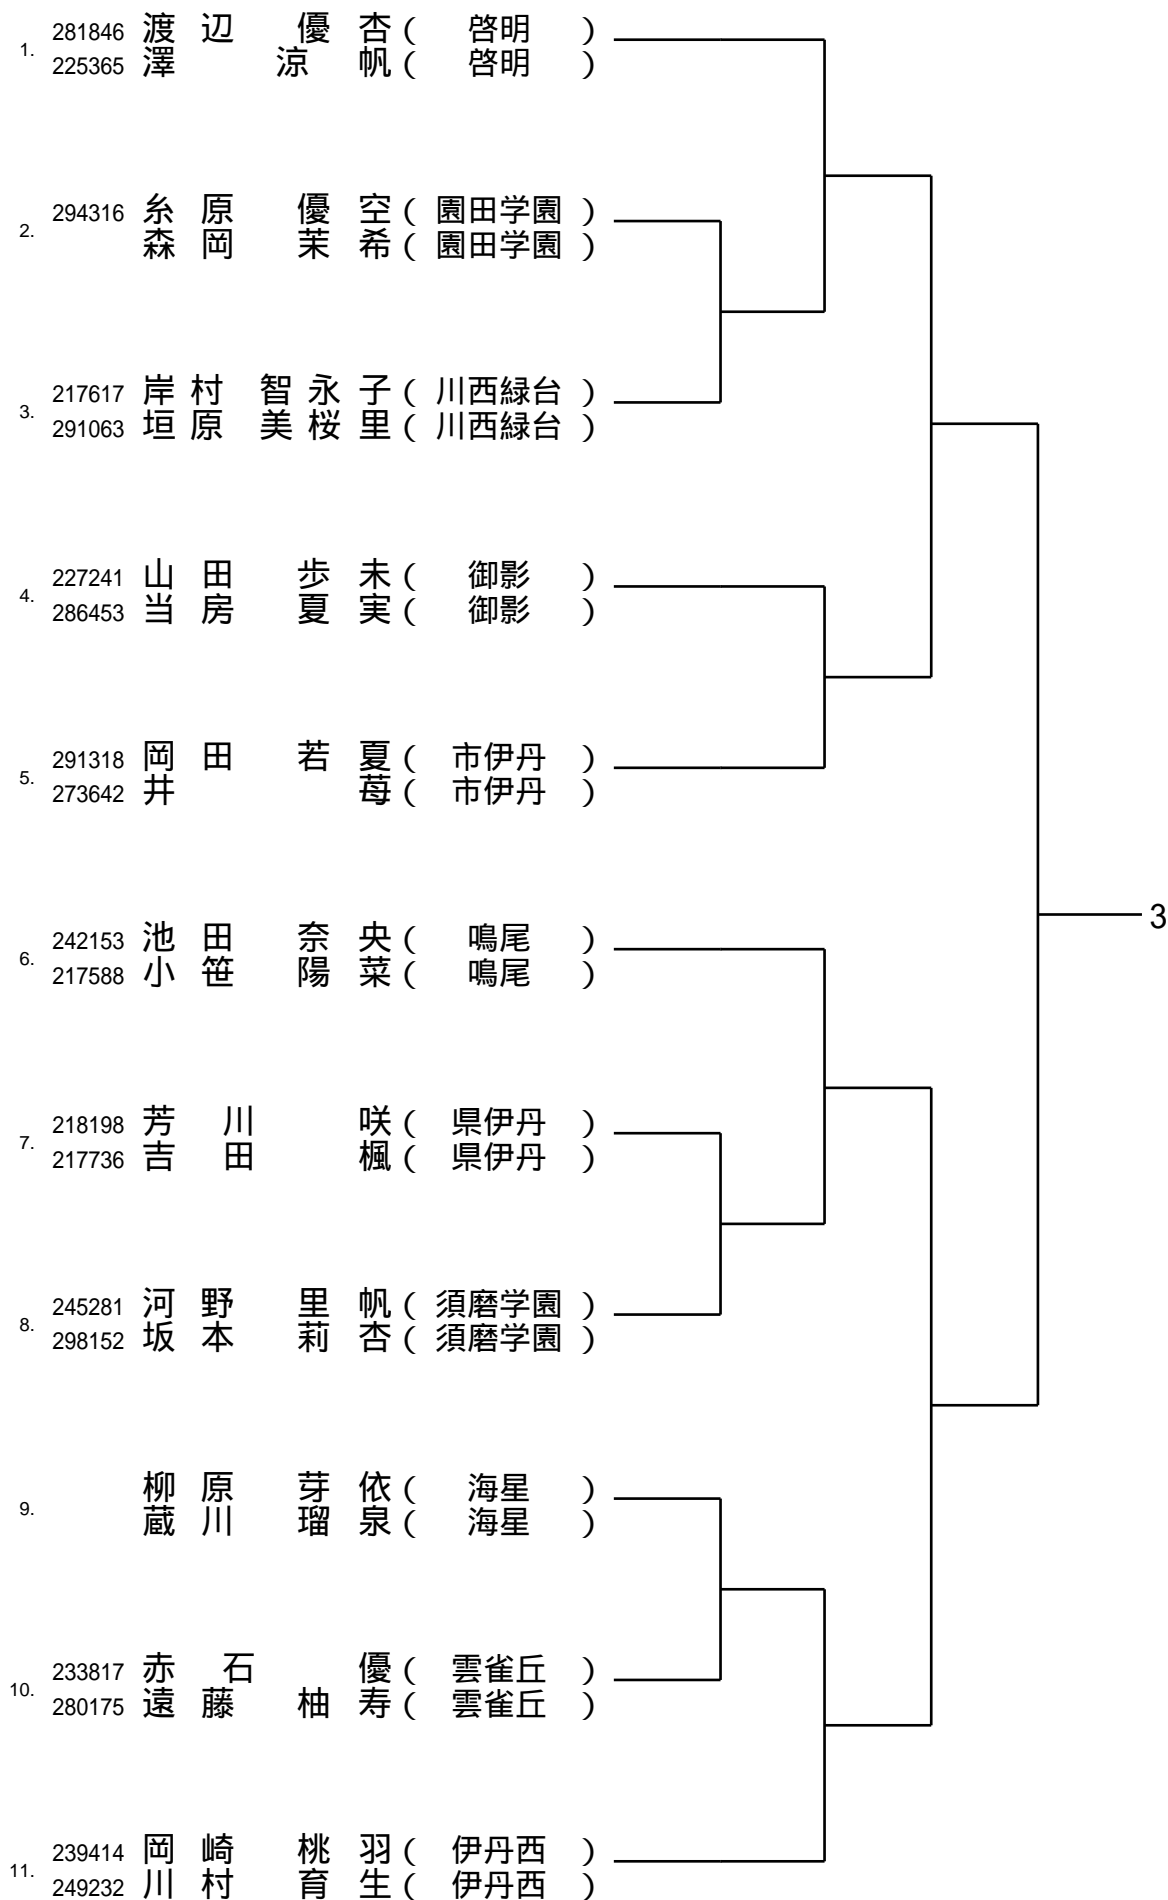 1. 281846 渡辺 優杏 ( 啓明 )
225365 澤 涼帆 ( 啓明 )
2. 294316 糸原 優空 ( 園田学園 )
森岡 茉希 ( 園田学園 )
3. 217617 岸村 智永子 ( 川西緑台 )
291063 垣原 美桜里 ( 川西緑台 )
4. 227241 山田 歩未 ( 御影 )
286453 当房 夏実 ( 御影 )
5. 291318 岡田 若夏 ( 市伊丹 )
273642 井 苺 ( 市伊丹 )
3
6. 242153 池田 奈央 ( 鳴尾 )
217588 小笹 陽菜 ( 鳴尾 )
7. 218198 芳川 咲 ( 県伊丹 )
217736 吉田 楓 ( 県伊丹 )
8. 245281 河野 里帆 ( 須磨学園 )
298152 坂本 莉杏 ( 須磨学園 )
9. 柳原 芽依 ( 海星 )
蔵川 瑠泉 ( 海星 )
10. 233817 赤石 優 ( 雲雀丘 )
280175 遠藤 柚寿 ( 雲雀丘 )
11. 239414 岡崎 桃羽 ( 伊丹西 )
249232 川村 育生 ( 伊丹西 )